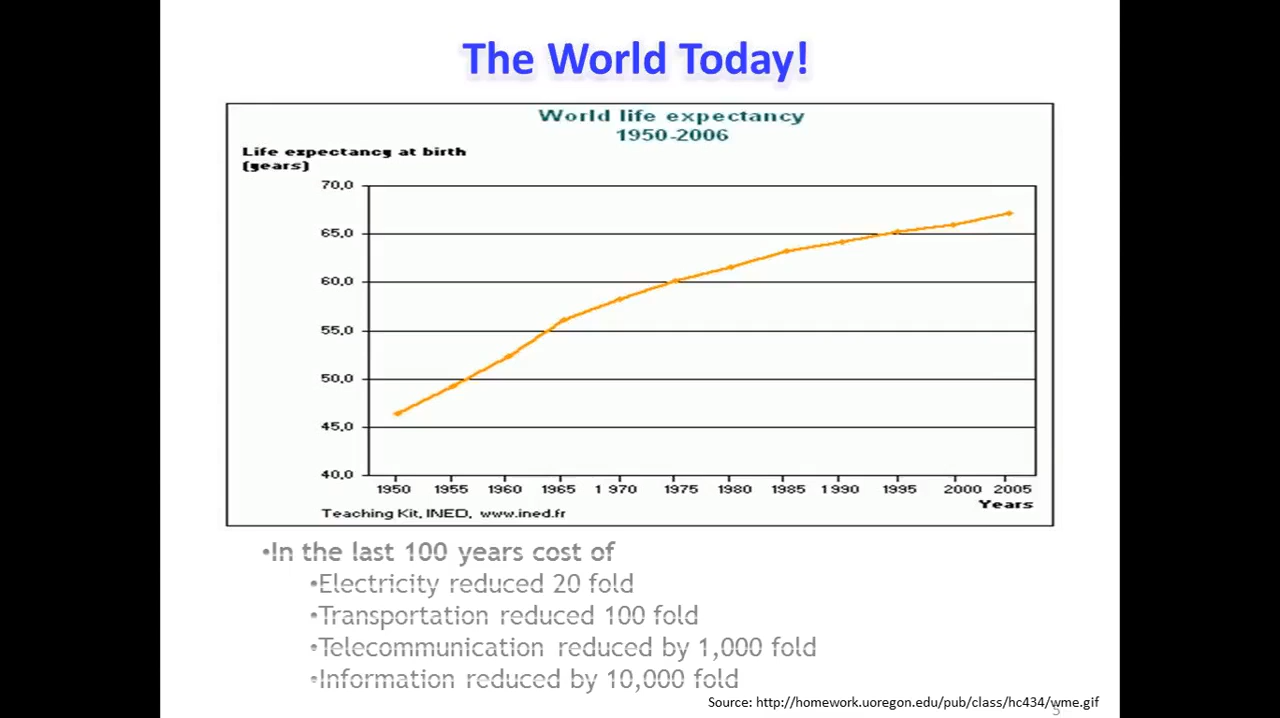 The World Today!
World life expectancy
1950-2006
Life expectancy at birth
(years)
70,0
65,0
60,0
55,0
50,0
45,0
40,0
1950 1955 1960 1965 1 970 1975 1980 1985 1990 1995 2000 2005
Years
Teaching Kit, INED, www.ined.fr
•In the last 100 years cost of
•Electricity reduced 20 fold
•Transportation reduced 100 fold
•Telecommunication reduced by 1,000 fold
•Information reduced by 10,000 fold
Source: http://homework.uoregon.edu/pub/class/hc434/wme.gif
5